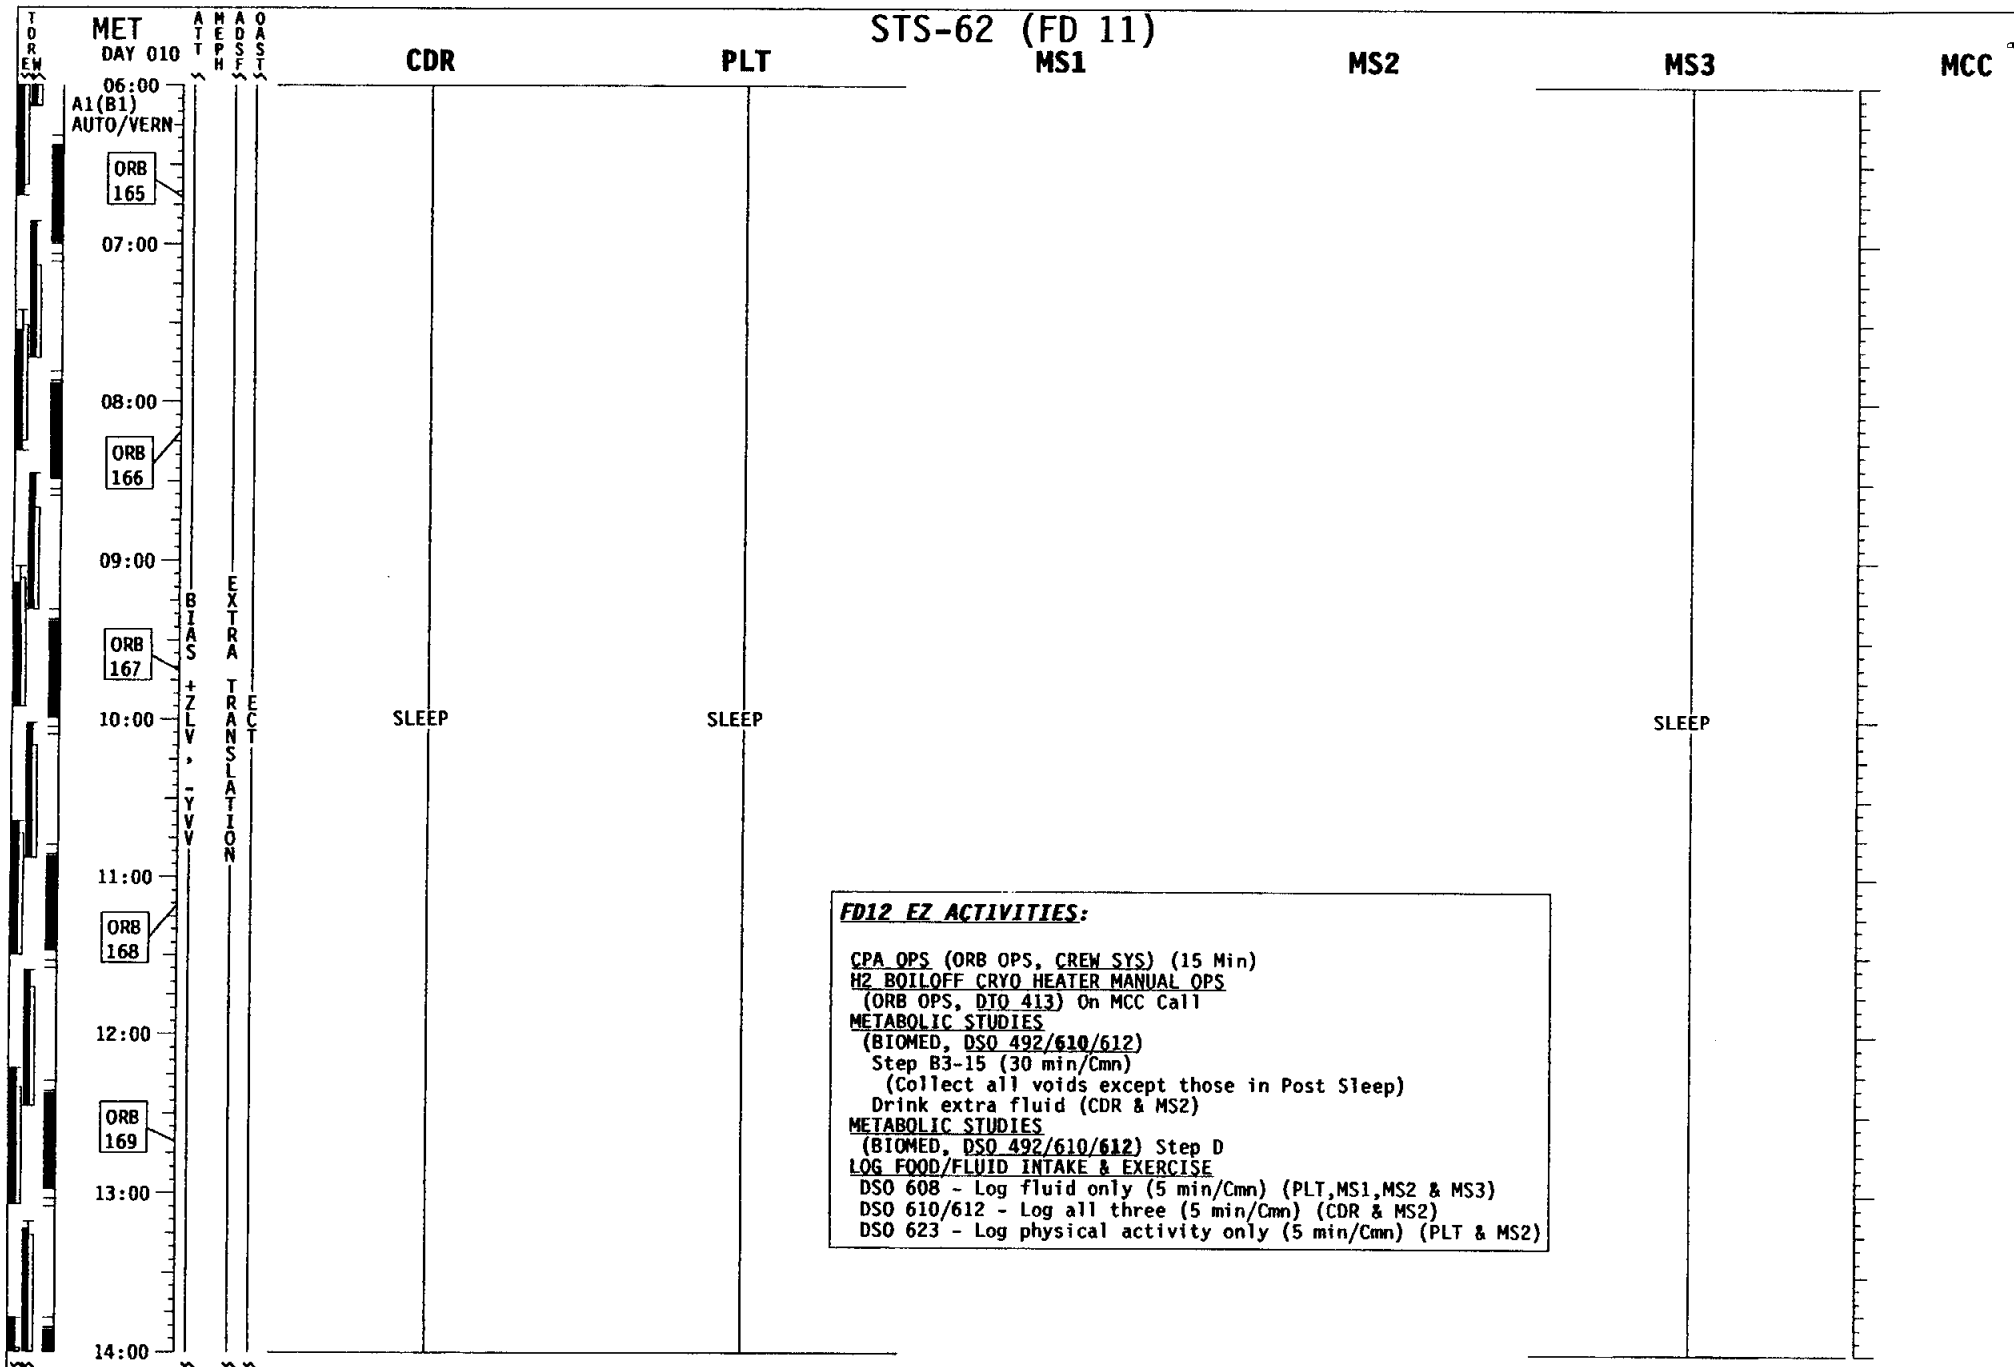 STS-62 (FD 11)
TDRW
E
MET
DAY 010
ATT
MEPH
ADSF
OAST
CDR
PLT
MS1
MS2
MS3
MCC
06:00
A1(B1)
AUTO/VERN
ORB
165
07:00
08:00
ORB
166
09:00
BIAS +ZLV, -YVV
EXTRA TRANSLATION
ECT
ORB
167
10:00
SLEEP
SLEEP
SLEEP
11:00
ORB
168
12:00
ORB
169
13:00
14:00
FD12 EZ ACTIVITIES:
CPA OPS (ORB OPS, CREW SYS) (15 Min)
H2 BOILOFF CRYO HEATER MANUAL OPS
(ORB OPS, DTO 413) On MCC Call
METABOLIC STUDIES
(BIOMED, DSO 492/610/612)
Step B3-15 (30 min/Cmn)
(Collect all voids except those in Post Sleep)
Drink extra fluid (CDR & MS2)
METABOLIC STUDIES
(BIOMED, DSO 492/610/612) Step D
LOG FOOD/FLUID INTAKE & EXERCISE
DSO 608 - Log fluid only (5 min/Cmn) (PLT,MS1,MS2 & MS3)
DSO 610/612 - Log all three (5 min/Cmn) (CDR & MS2)
DSO 623 - Log physical activity only (5 min/Cmn) (PLT & MS2)